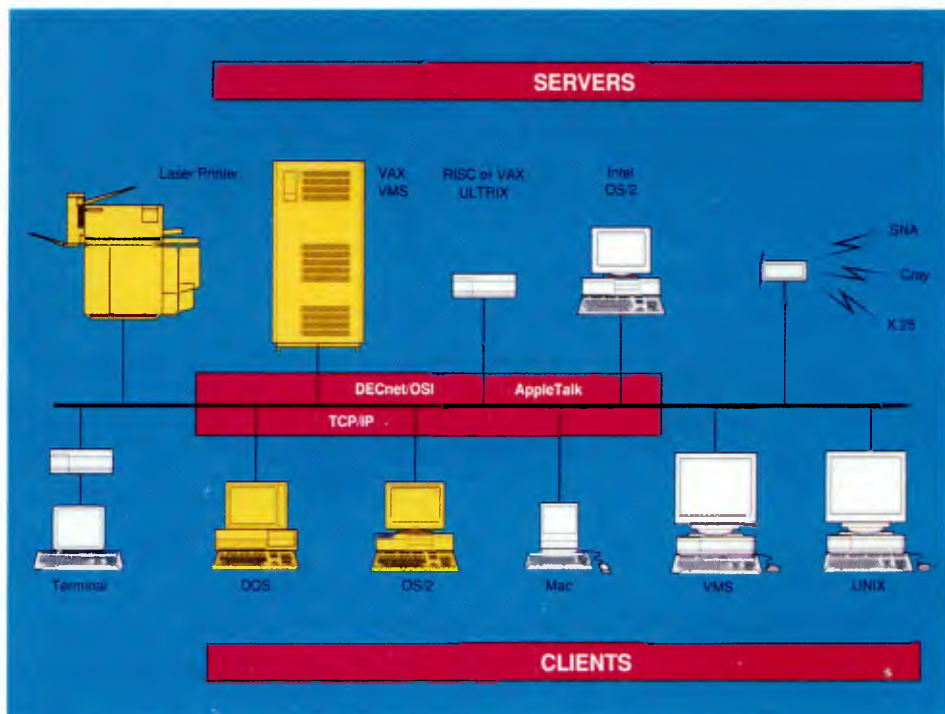 SERVERS
Laser Printer
VAX
VMS
RISC or VAX
ULTRIX
Intel
OS/2
SNA
Cray
X.25
DECnet/OSI
AppleTalk
TCP/IP
Terminal
DOS
OS/2
Mac
VMS
UNIX
CLIENTS